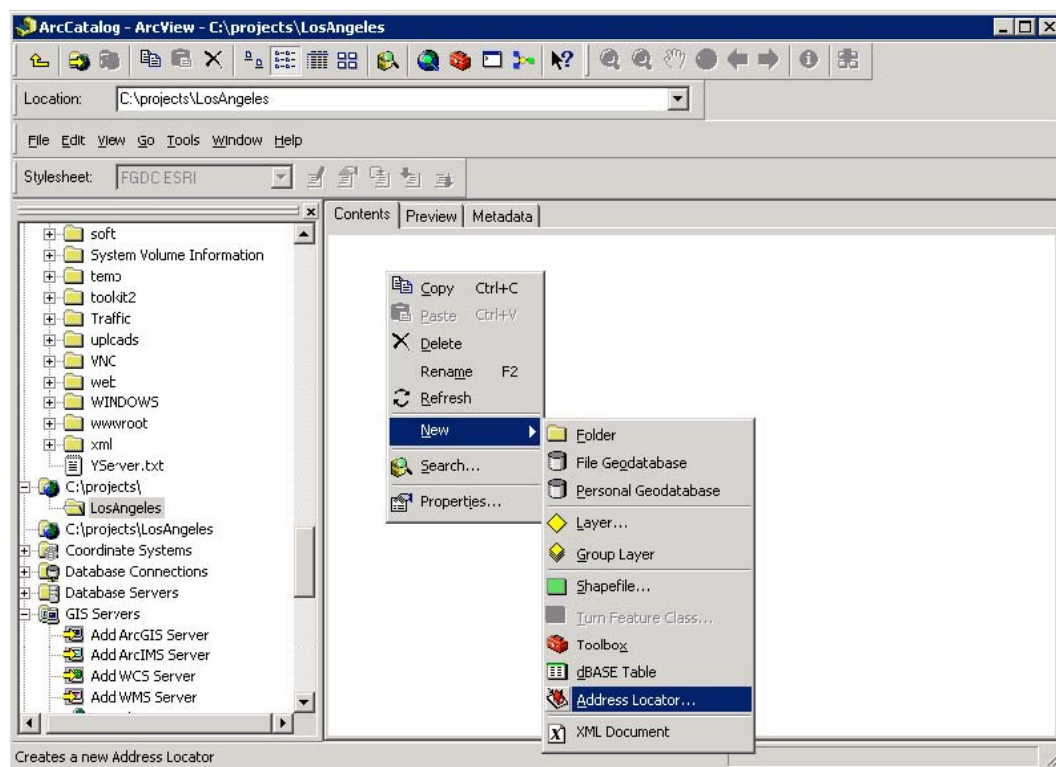 ArcCatalog - ArcView - C:\projects\LosAngeles
Location: C:\projects\LosAngeles
File Edit View Go Tools Window Help
Stylesheet: FGDC ESRI
Contents Preview Metadata
soft
System Volume Information
temp
toolkit2
Traffic
uploads
VNC
web
WINDOWS
wwwroot
xml
YServer.txt
C:\projects\
LosAngeles
C:\projects\LosAngeles
Coordinate Systems
Database Connections
Database Servers
GIS Servers
Add ArcGIS Server
Add ArcIMS Server
Add WCS Server
Add WMS Server
Copy Ctrl+C
Paste Ctrl+V
Delete
Rename F2
Refresh
New
Search...
Properties...
Folder
File Geodatabase
Personal Geodatabase
Layer...
Group Layer
Shapefile...
Turn Feature Class...
Toolbox
dBASE Table
Address Locator...
XML Document
Creates a new Address Locator